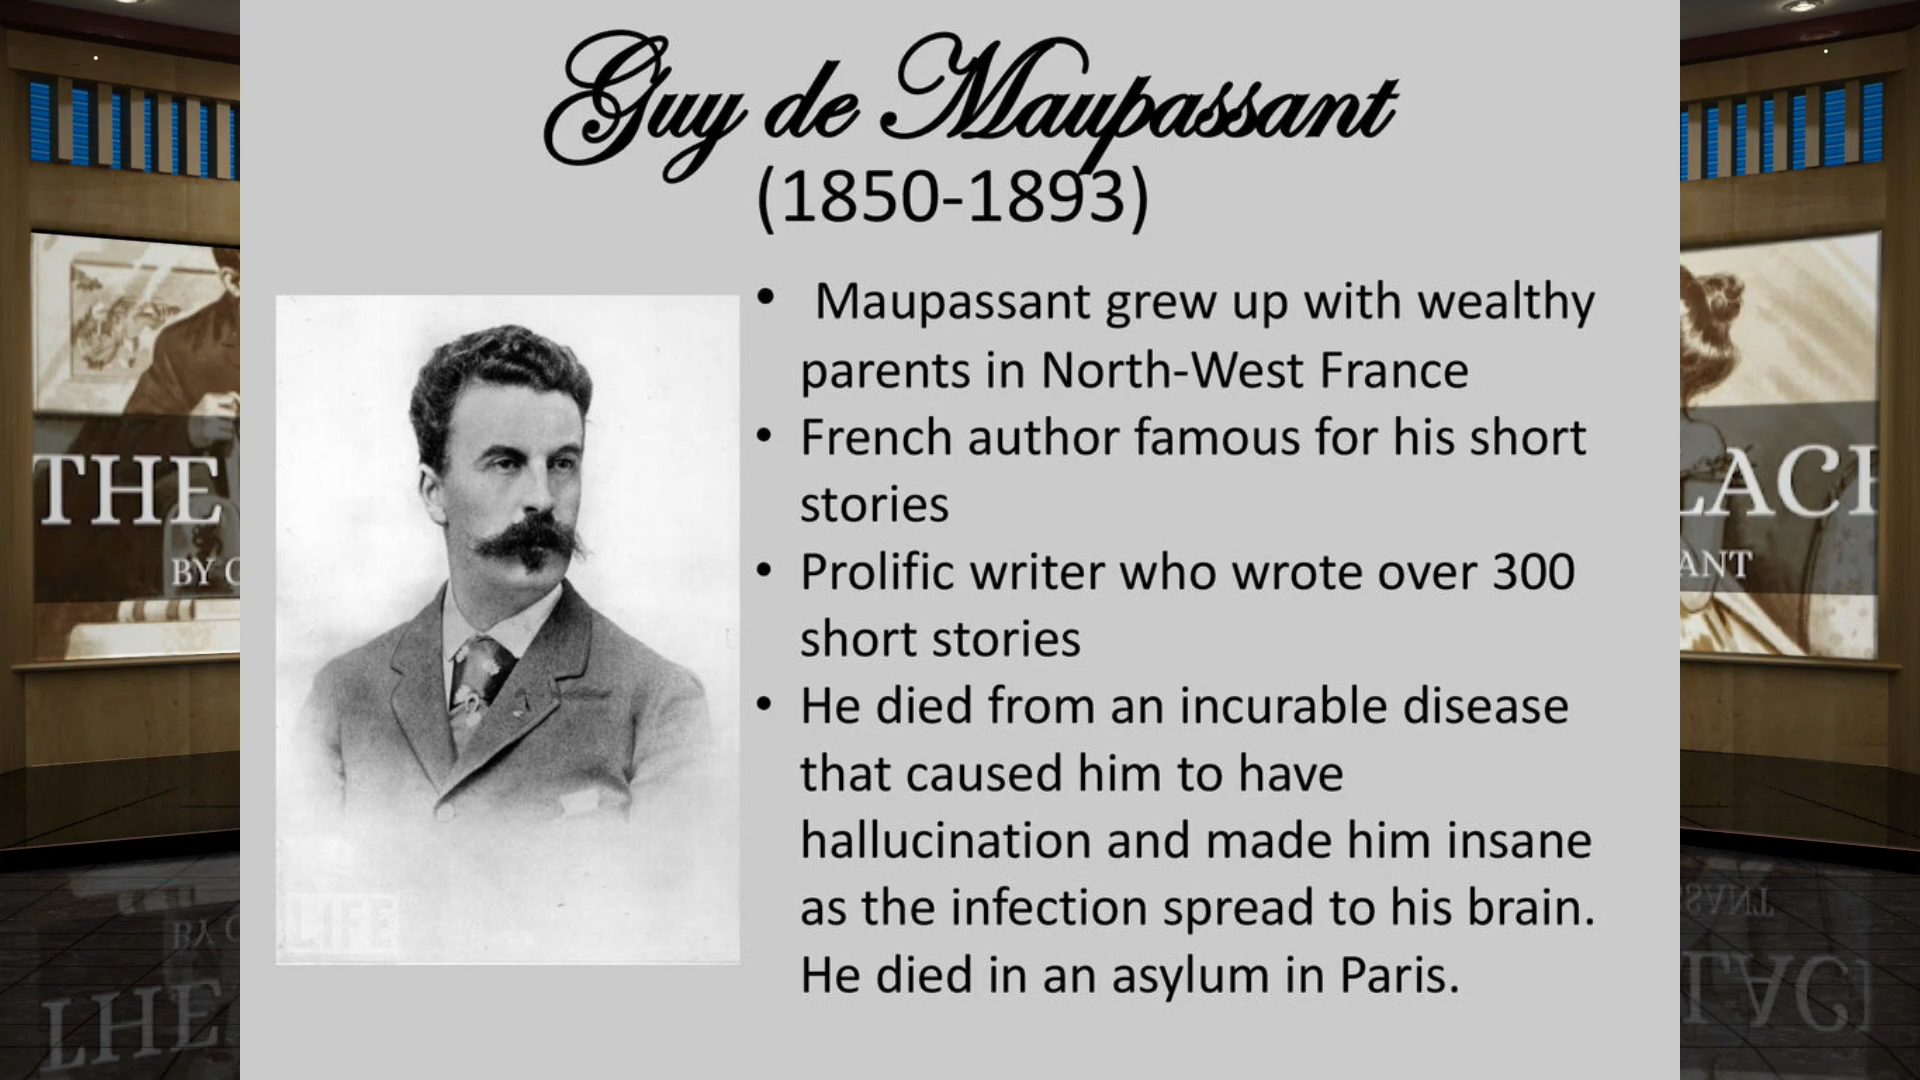 Guy de Maupassant
(1850-1893)
• Maupassant grew up with wealthy
parents in North-West France
• French author famous for his short
stories
• Prolific writer who wrote over 300
short stories
• He died from an incurable disease
that caused him to have
hallucination and made him insane
as the infection spread to his brain.
He died in an asylum in Paris.
LIFE
THE
BY